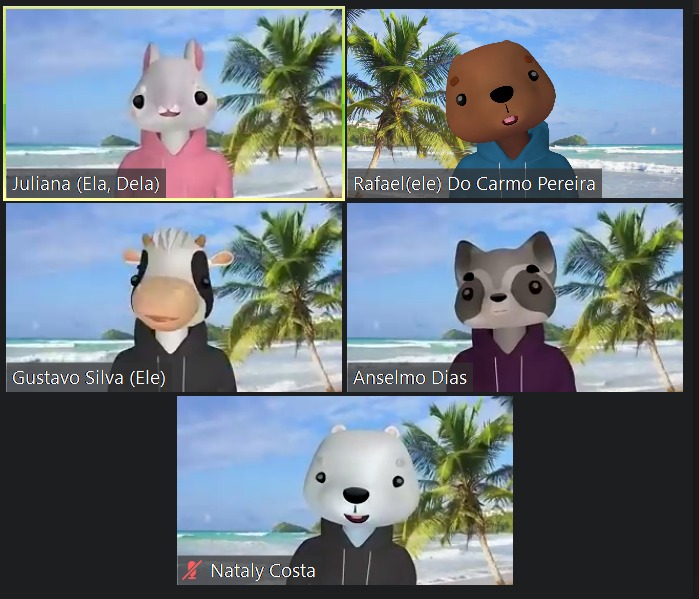 Juliana (Ela, Dela)
Rafael(ele) Do Carmo Pereira
Gustavo Silva (Ele)
Anselmo Dias
Nataly Costa